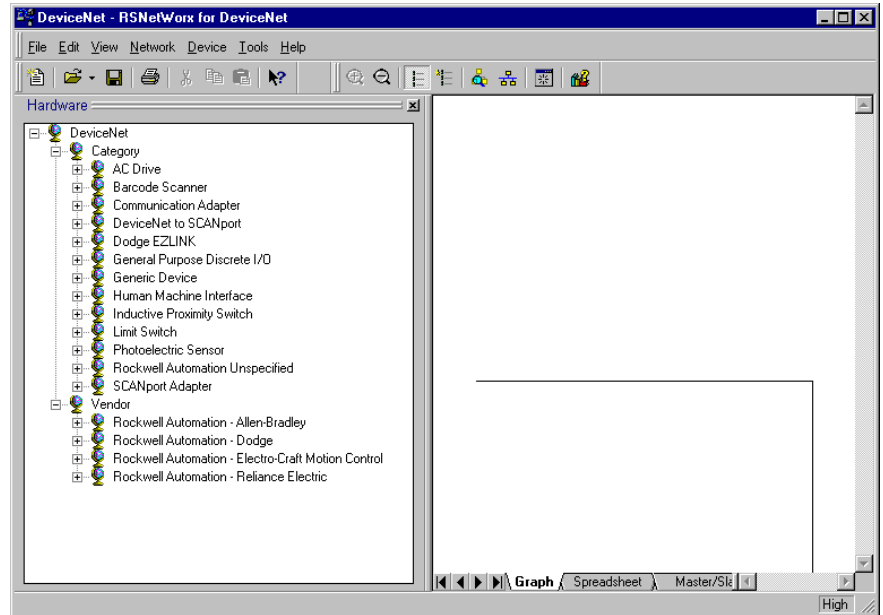 DeviceNet - RSNetWorx for DeviceNet
File Edit View Network Device Tools Help
Hardware
DeviceNet
Category
AC Drive
Barcode Scanner
Communication Adapter
DeviceNet to SCANport
Dodge EZLINK
General Purpose Discrete I/O
Generic Device
Human Machine Interface
Inductive Proximity Switch
Limit Switch
Photoelectric Sensor
Rockwell Automation Unspecified
SCANport Adapter
Vendor
Rockwell Automation - Allen-Bradley
Rockwell Automation - Dodge
Rockwell Automation - Electro-Craft Motion Control
Rockwell Automation - Reliance Electric
Graph Spreadsheet Master/Sla
High